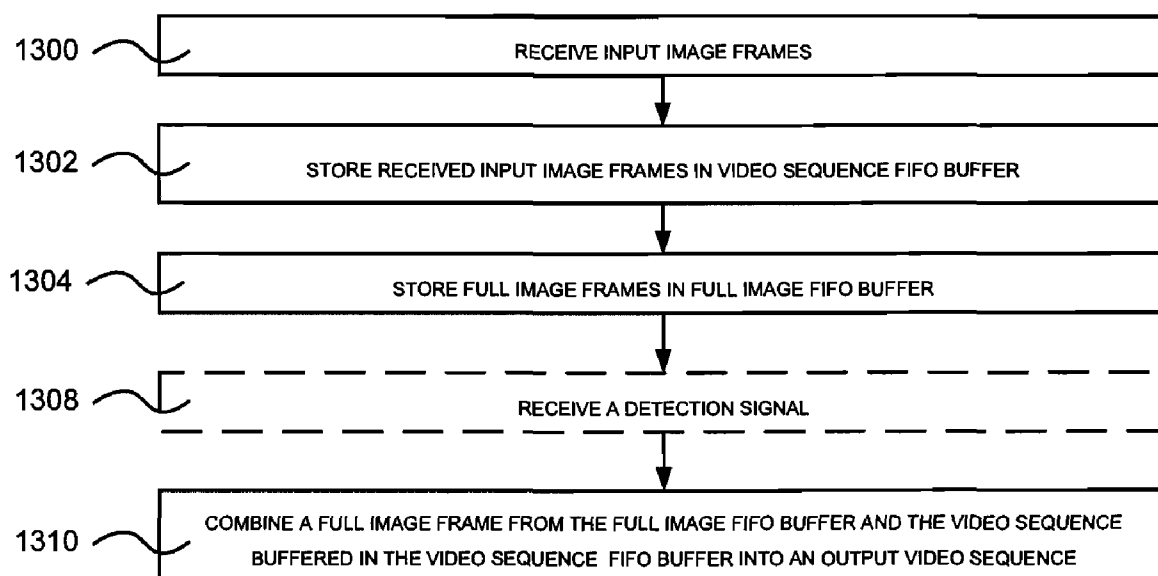 1300
RECEIVE INPUT IMAGE FRAMES
1302
STORE RECEIVED INPUT IMAGE FRAMES IN VIDEO SEQUENCE FIFO BUFFER
1304
STORE FULL IMAGE FRAMES IN FULL IMAGE FIFO BUFFER
1308
RECEIVE A DETECTION SIGNAL
1310
COMBINE A FULL IMAGE FRAME FROM THE FULL IMAGE FIFO BUFFER AND THE VIDEO SEQUENCE
BUFFERED IN THE VIDEO SEQUENCE FIFO BUFFER INTO AN OUTPUT VIDEO SEQUENCE